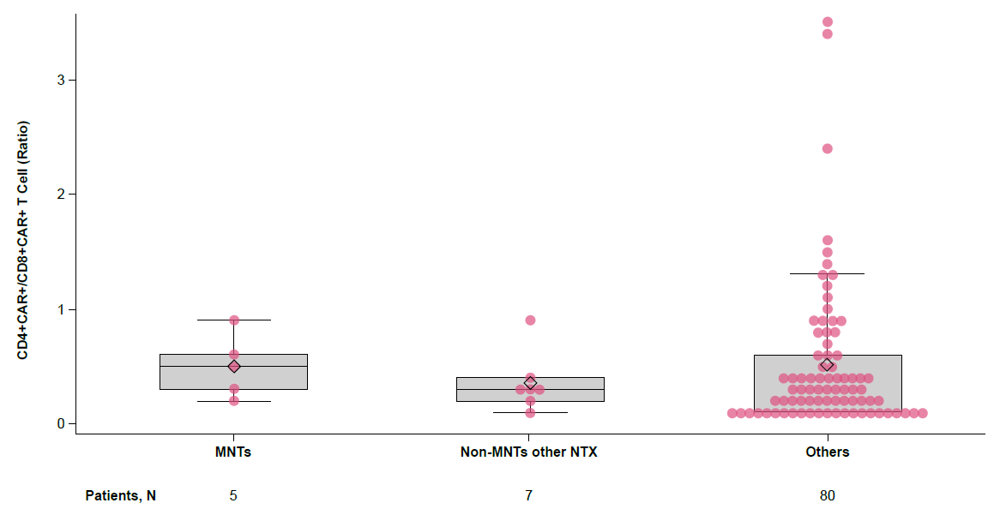 CD4+CAR+/CD8+CAR+ T Cell (Ratio)
3
2
1
0
MNTs Non-MNTs other NTX Others
Patients, N 5 7 80